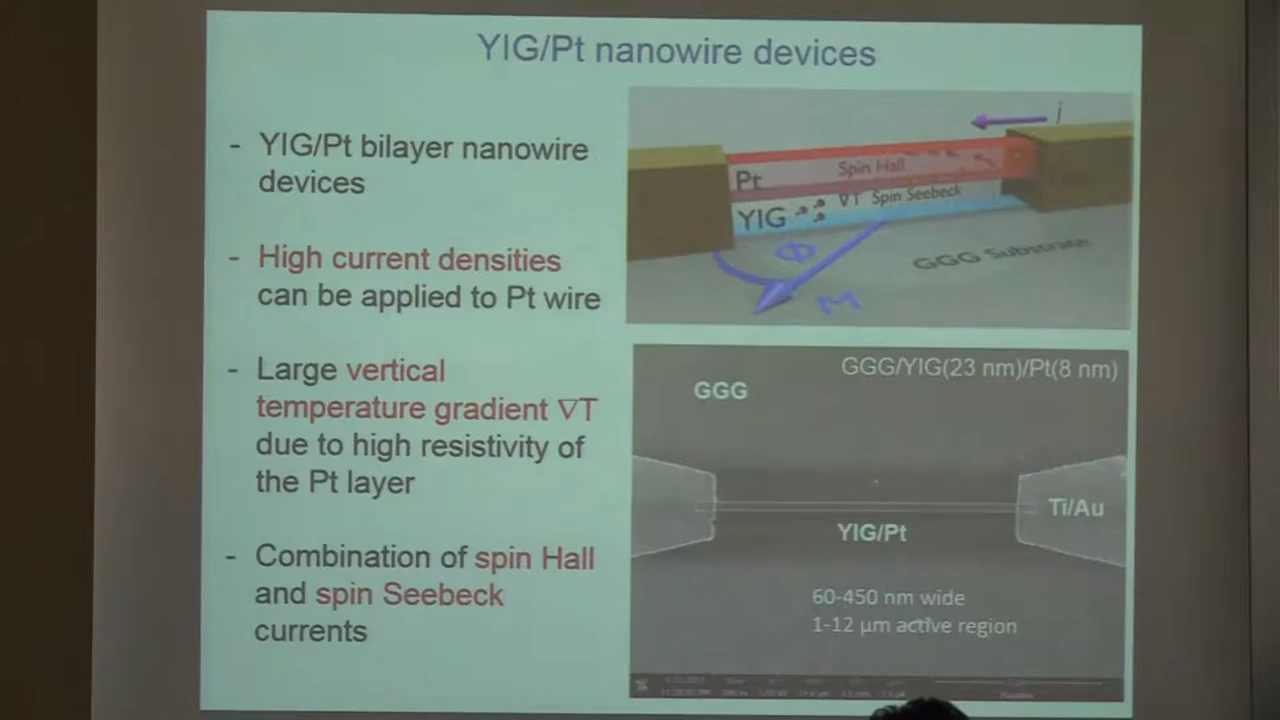 YIG/Pt nanowire devices
- YIG/Pt bilayer nanowire
devices
- High current densities
can be applied to Pt wire
- Large vertical
temperature gradient ∇T
due to high resistivity of
the Pt layer
- Combination of spin Hall
and spin Seebeck
currents
j
Pt
Spin Hall
YIG
∇T Spin Seebeck
Φ
M
GGG Substrate
GGG/YIG(23 nm)/Pt(8 nm)
GGG
Ti/Au
YIG/Pt
60-450 nm wide
1-12 µm active region